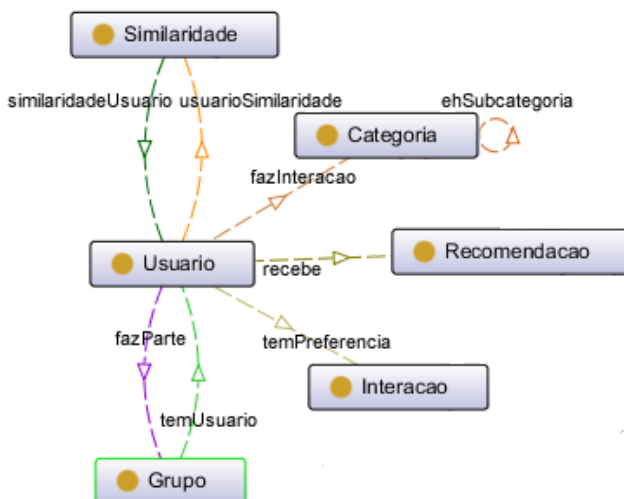 Similaridade
similaridadeUsuario
usuarioSimilaridade
ehSubcategoria
Categoria
fazInteracao
Usuario
recebe
Recomendacao
fazParte
temPreferencia
Interacao
temUsuario
Grupo